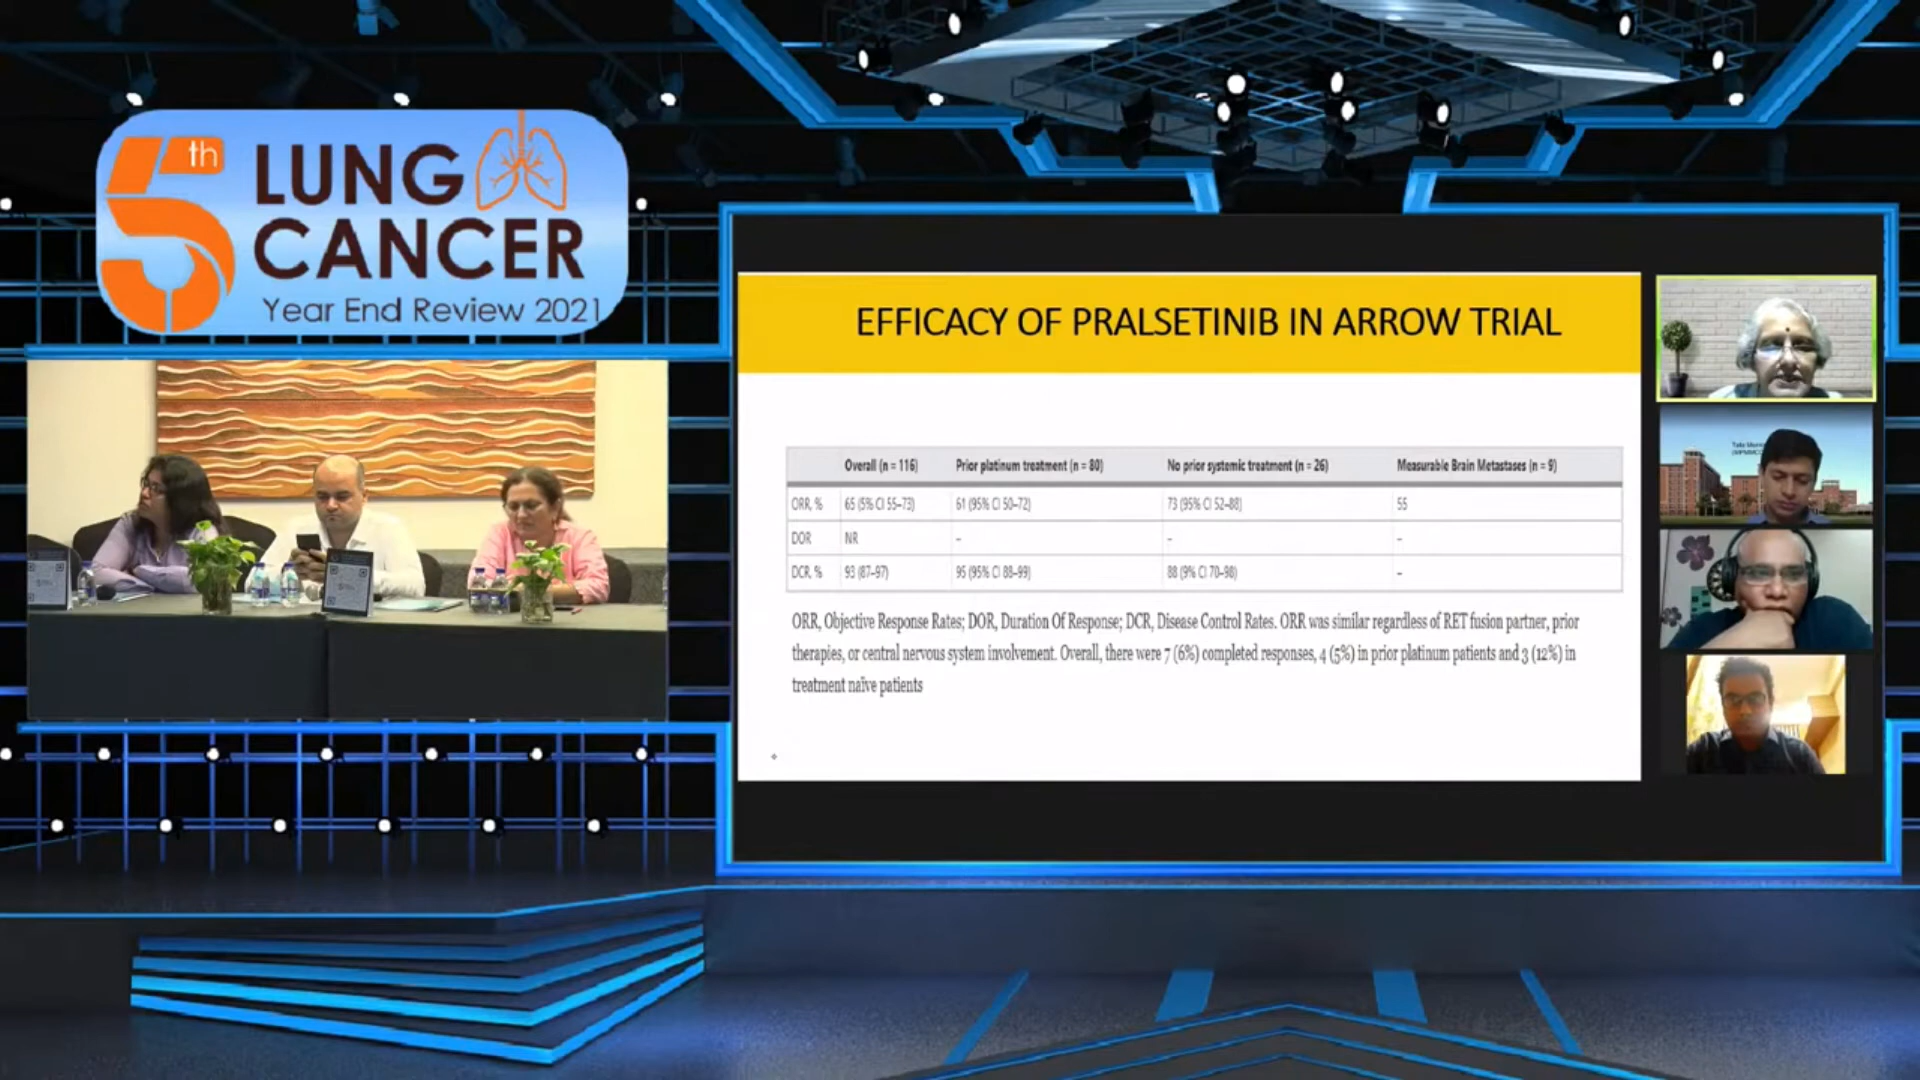 5th
LUNG
CANCER
Year End Review 2021
EFFICACY OF PRALSETINIB IN ARROW TRIAL
Overall (n = 116) Prior platinum treatment (n = 80) No prior systemic treatment (n = 26) Measurable Brain Metastases (n = 9)
ORR, % 65 (5% CI 55–73) 61 (95% CI 50–72) 73 (95% CI 52–88) 55
DOR NR – – –
DCR, % 93 (87–97) 95 (95% CI 88–99) 88 (9% CI 70–98) –
ORR, Objective Response Rates; DOR, Duration Of Response; DCR, Disease Control Rates. ORR was similar regardless of RET fusion partner, prior
therapies, or central nervous system involvement. Overall, there were 7 (6%) completed responses, 4 (5%) in prior platinum patients and 3 (12%) in
treatment naïve patients